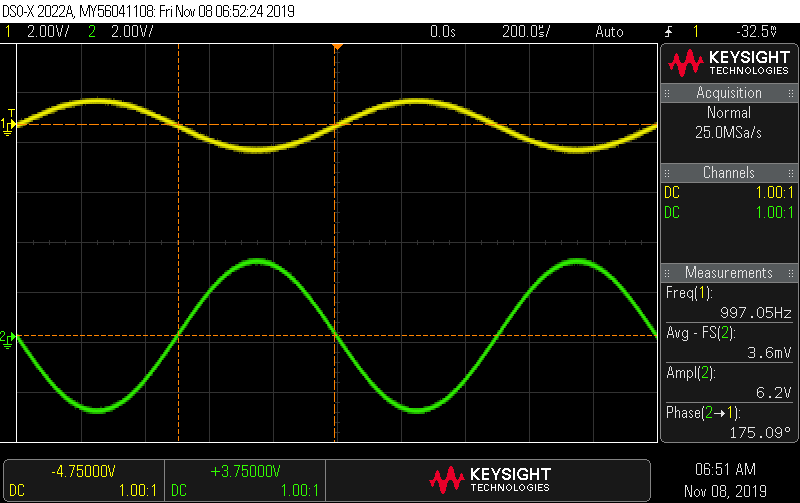 DSO-X 2022A, MY56041108: Fri Nov 08 06:52:24 2019
1 2.00V/ 2 2.00V/ 0.0s 200.0s/ Auto 1 -32.5V
KEYSIGHT
TECHNOLOGIES
Acquisition
Normal
25.0MSa/s
Channels
DC 1.00:1
DC 1.00:1
Measurements
Freq(1):
997.05Hz
Avg - FS(2):
3.6mV
Ampl(2):
6.2V
Phase(2→1):
175.09°
T
1
2
-4.75000V
DC 1.00:1
+3.75000V
DC 1.00:1
KEYSIGHT
TECHNOLOGIES
06:51 AM
Nov 08, 2019